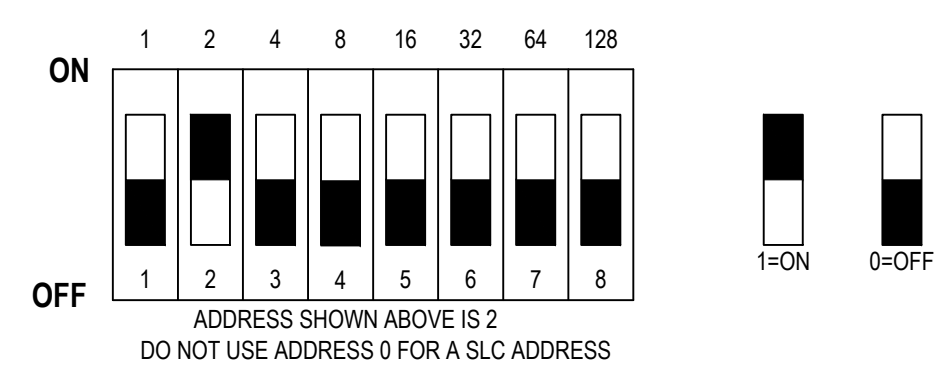 1 2 4 8 16 32 64 128
ON
1=ON 0=OFF
1 2 3 4 5 6 7 8
OFF
ADDRESS SHOWN ABOVE IS 2
DO NOT USE ADDRESS 0 FOR A SLC ADDRESS